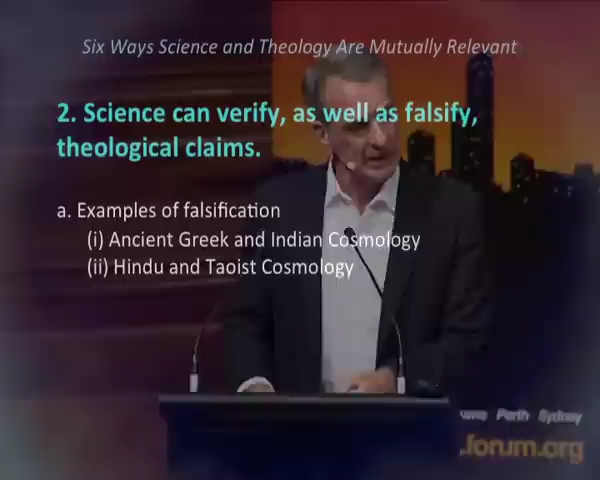 Six Ways Science and Theology Are Mutually Relevant
2. Science can verify, as well as falsify,
theological claims.
a. Examples of falsification
(i) Ancient Greek and Indian Cosmology
(ii) Hindu and Taoist Cosmology
Perth Sydney
.forum.org